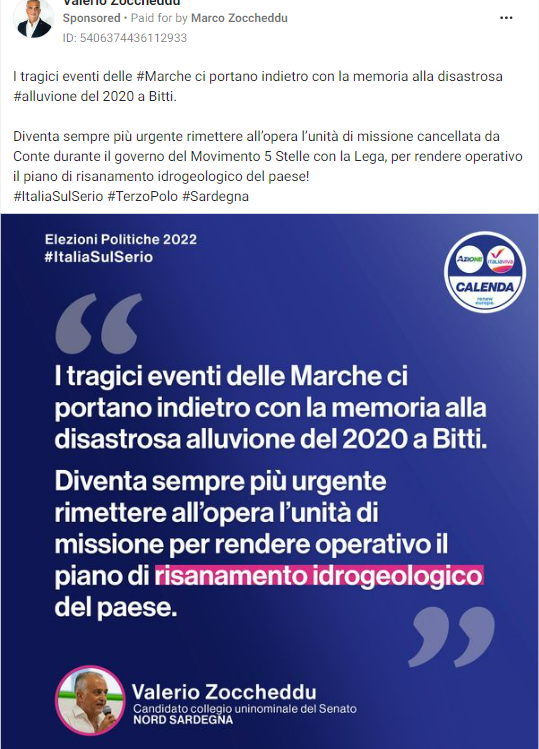 Valerio Zoccheddu
Sponsored • Paid for by Marco Zoccheddu
ID: 5406374436112933
I tragici eventi delle #Marche ci portano indietro con la memoria alla disastrosa
#alluvione del 2020 a Bitti.
Diventa sempre più urgente rimettere all'opera l'unità di missione cancellata da
Conte durante il governo del Movimento 5 Stelle con la Lega, per rendere operativo
il piano di risanamento idrogeologico del paese!
#ItaliaSulSerio #TerzoPolo #Sardegna
Elezioni Politiche 2022
#ItaliaSulSerio
AZIONE
ITALIAVIVA
CALENDA
renew
europe.
“
I tragici eventi delle Marche ci
portano indietro con la memoria alla
disastrosa alluvione del 2020 a Bitti.
Diventa sempre più urgente
rimettere all'opera l'unità di
missione per rendere operativo il
piano di risanamento idrogeologico
del paese.
”
Valerio Zoccheddu
Candidato collegio uninominale del Senato
NORD SARDEGNA